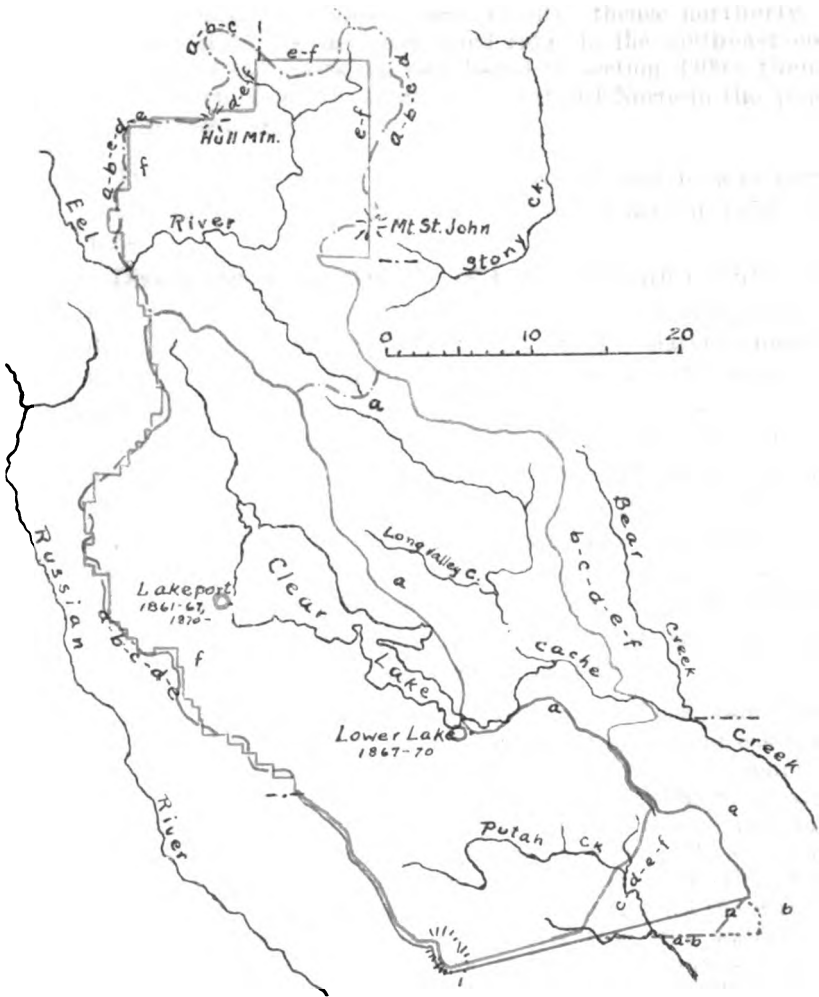 a-b-c
e-f
d
a-b-c
d-e-f
e-f
Hull Mtn.
a-b-c-d-e
f
Eel
River
Mt St. John
Stony Ck.
0 10 20
a
Bear
Creek
Long Valley C.
b-c-d-e-f
Russian
River
Lakeport
1861-67,
1870-
Clear
Lake
a
Cache
Creek
a-b-c-d-e
f
Lower Lake
1867-70
a
a
Putah
Ck
c
d-e-f
a
b
a-b
1